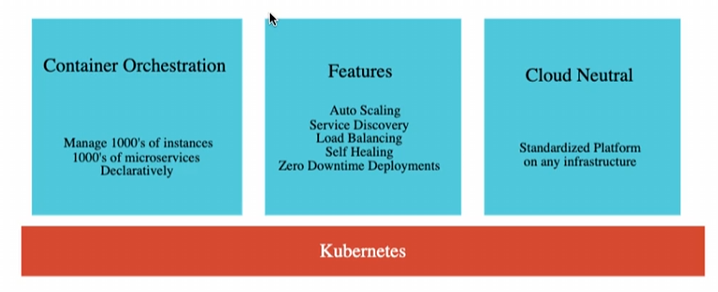 Container Orchestration
Manage 1000's of instances
1000's of microservices
Declaratively
Features
Auto Scaling
Service Discovery
Load Balancing
Self Healing
Zero Downtime Deployments
Cloud Neutral
Standardized Platform
on any infrastructure
Kubernetes